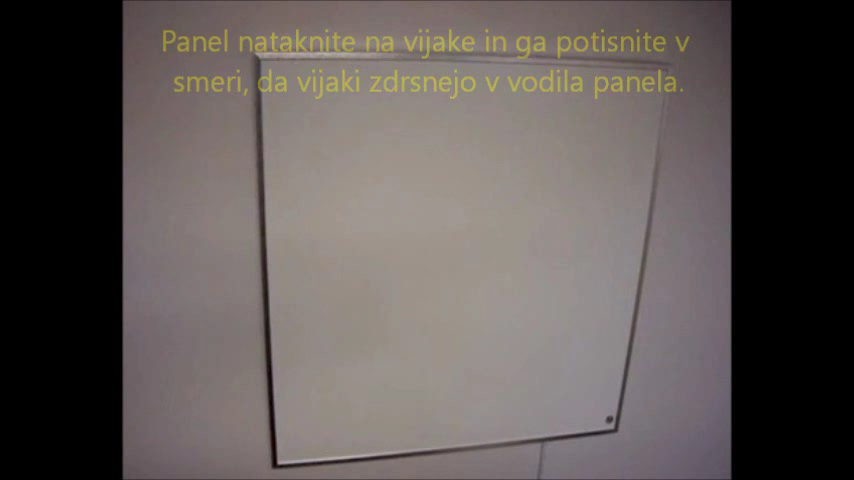 Panel nataknite na vijake in ga potisnite v
smeri, da vijaki zdrsnejo v vodila panela.